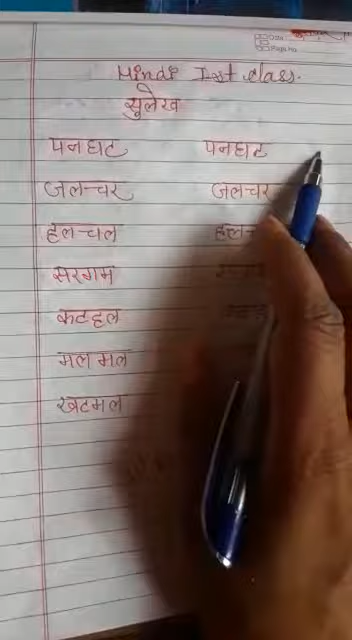 Hindi Ist class.
सुलेख
पनघट पनघट
जलचर जलचर
हलचल
सरगम
कटहल
मलमल
खटमल